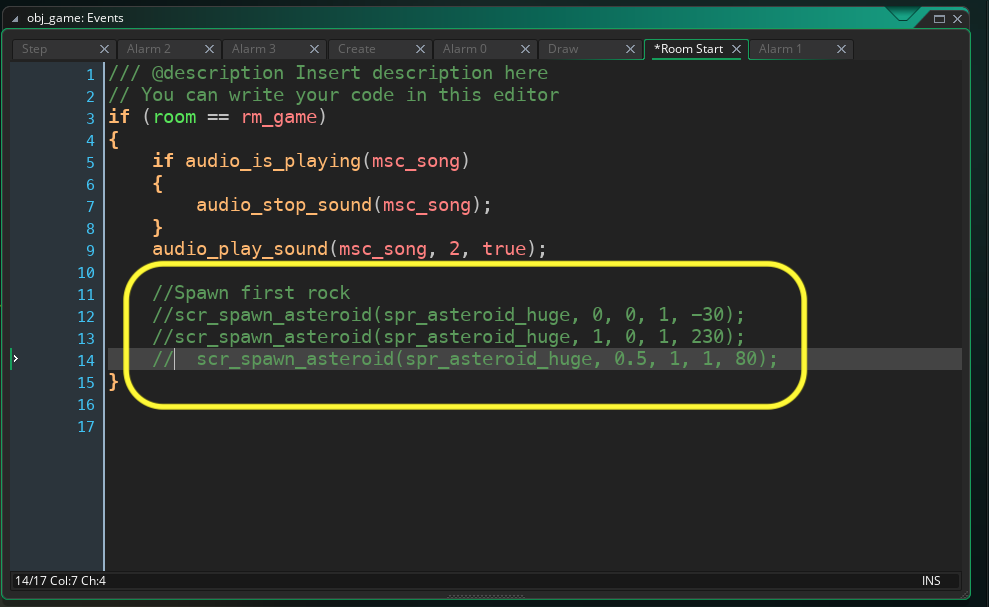 obj_game: Events
Step Alarm 2 Alarm 3 Create Alarm 0 Draw *Room Start Alarm 1
1 /// @description Insert description here
2 // You can write your code in this editor
3 if (room == rm_game)
4 {
5 if audio_is_playing(msc_song)
6 {
7 audio_stop_sound(msc_song);
8 }
9 audio_play_sound(msc_song, 2, true);
10
11 //Spawn first rock
12 //scr_spawn_asteroid(spr_asteroid_huge, 0, 0, 1, -30);
13 //scr_spawn_asteroid(spr_asteroid_huge, 1, 0, 1, 230);
14 // scr_spawn_asteroid(spr_asteroid_huge, 0.5, 1, 1, 80);
15 }
16
17
14/17 Col:7 Ch:4 INS